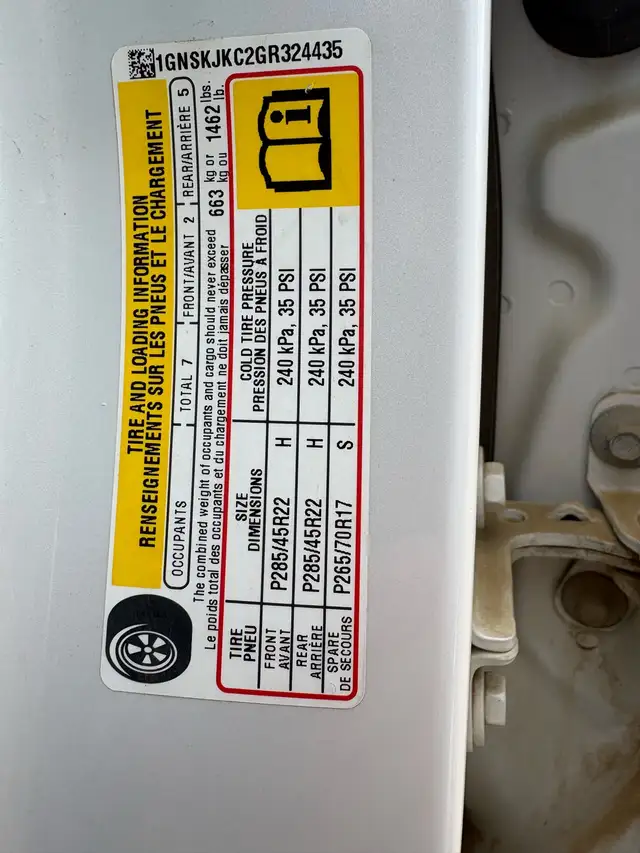 1GNSKJKC2GR324435
TIRE AND LOADING INFORMATION
RENSEIGNEMENTS SUR LES PNEUS ET LE CHARGEMENT
OCCUPANTS TOTAL 7 FRONT/AVANT 2 REAR/ARRIÈRE 5
The combined weight of occupants and cargo should never exceed 663 kg or 1462 lbs.
Le poids total des occupants et du chargement ne doit jamais dépasser 663 kg ou 1462 lb.
TIRE SIZE COLD TIRE PRESSURE
PNEU DIMENSIONS PRESSION DES PNEUS À FROID
FRONT
AVANT P285/45R22 H 240 kPa, 35 PSI
REAR
ARRIÈRE P285/45R22 H 240 kPa, 35 PSI
SPARE
DE SECOURS P265/70R17 S 240 kPa, 35 PSI